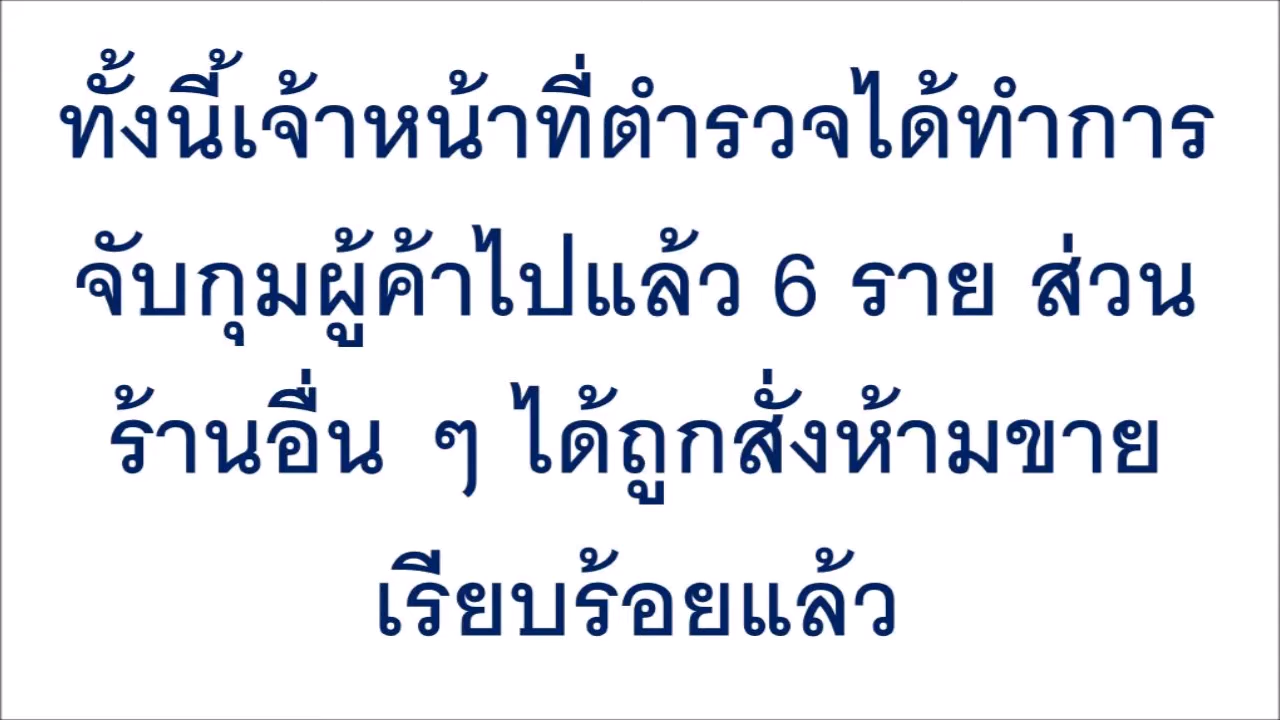 ทั้งนี้เจ้าหน้าที่ตำรวจได้ทำการ
จับกุมผู้ค้าไปแล้ว 6 ราย ส่วน
ร้านอื่น ๆ ได้ถูกสั่งห้ามขาย
เรียบร้อยแล้ว